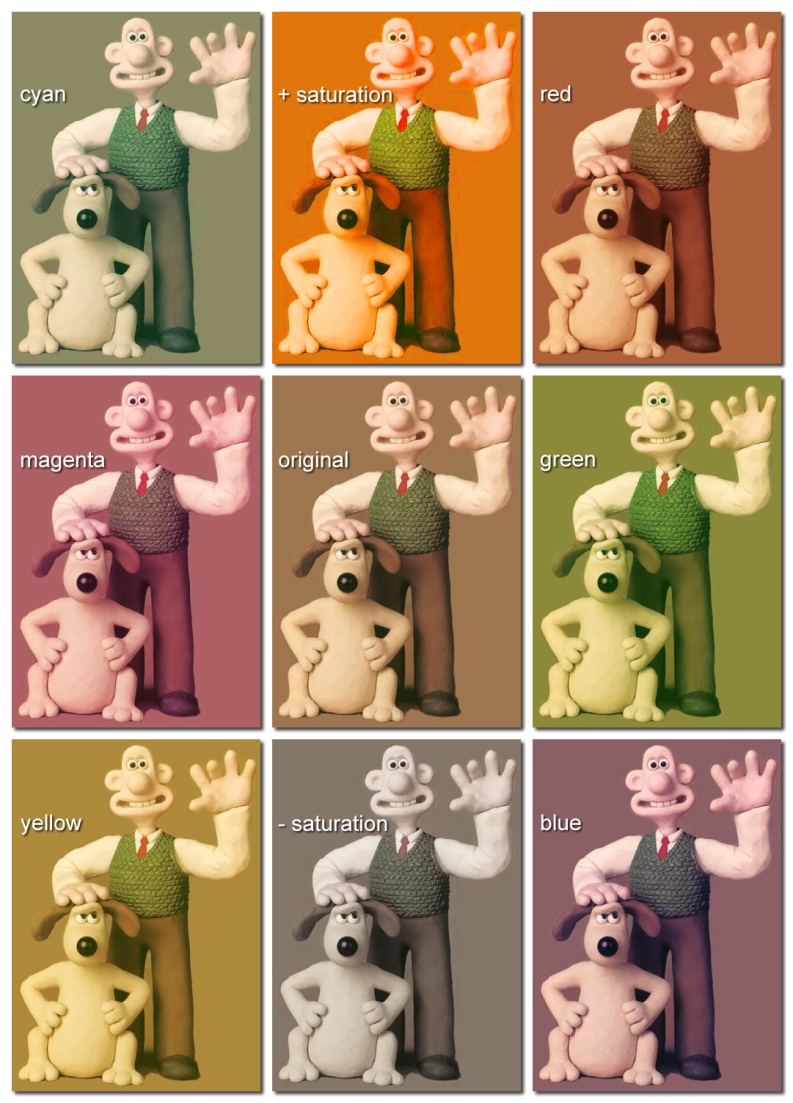 cyan
+ saturation
red
magenta
original
green
yellow
- saturation
blue